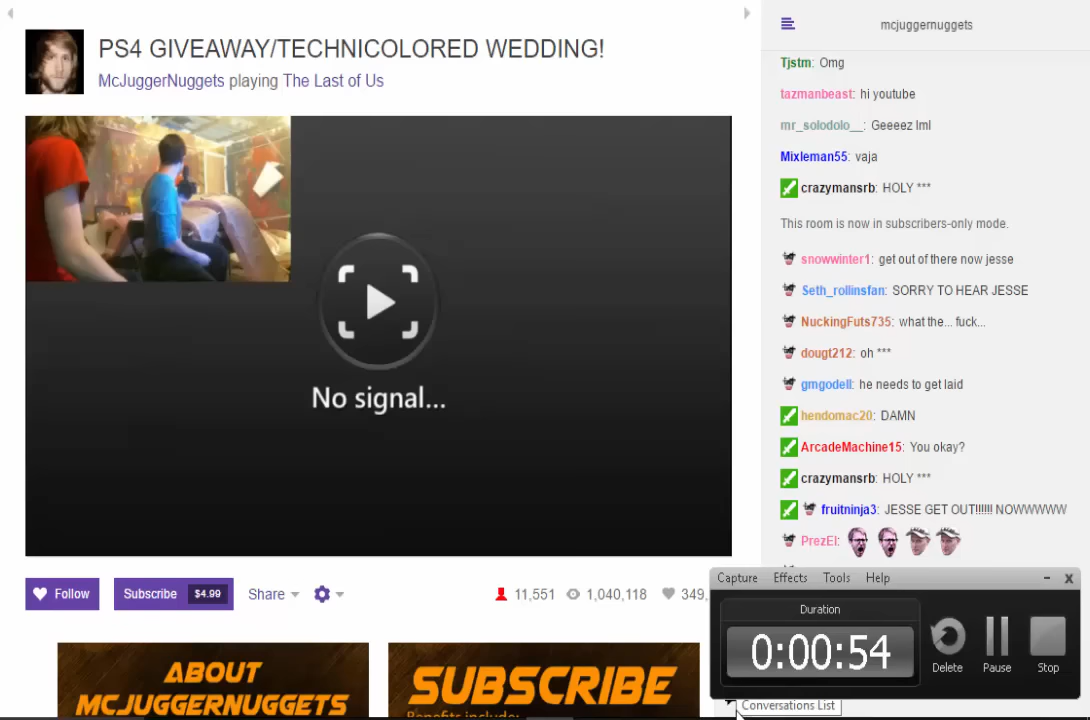 PS4 GIVEAWAY/TECHNICOLORED WEDDING!
McJuggerNuggets playing The Last of Us
No signal...
Follow
Subscribe $4.99
Share
11,551
1,040,118
349,
ABOUT
MCJUGGERNUGGETS
SUBSCRIBE
Benefits include:
mcjuggernuggets
Tjstm: Omg
tazmanbeast: hi youtube
mr_solodolo__: Geeeez lml
Mixleman55: vaja
crazymansrb: HOLY ***
This room is now in subscribers-only mode.
snowwinter1: get out of there now jesse
Seth_rollinsfan: SORRY TO HEAR JESSE
NuckingFuts735: what the... fuck...
dougt212: oh ***
gmgodell: he needs to get laid
hendomac20: DAMN
ArcadeMachine15: You okay?
crazymansrb: HOLY ***
fruitninja3: JESSE GET OUT!!!!!! NOWWWWW
PrezEl:
Capture Effects Tools Help
Duration
0:00:54
Delete Pause Stop
Conversations List